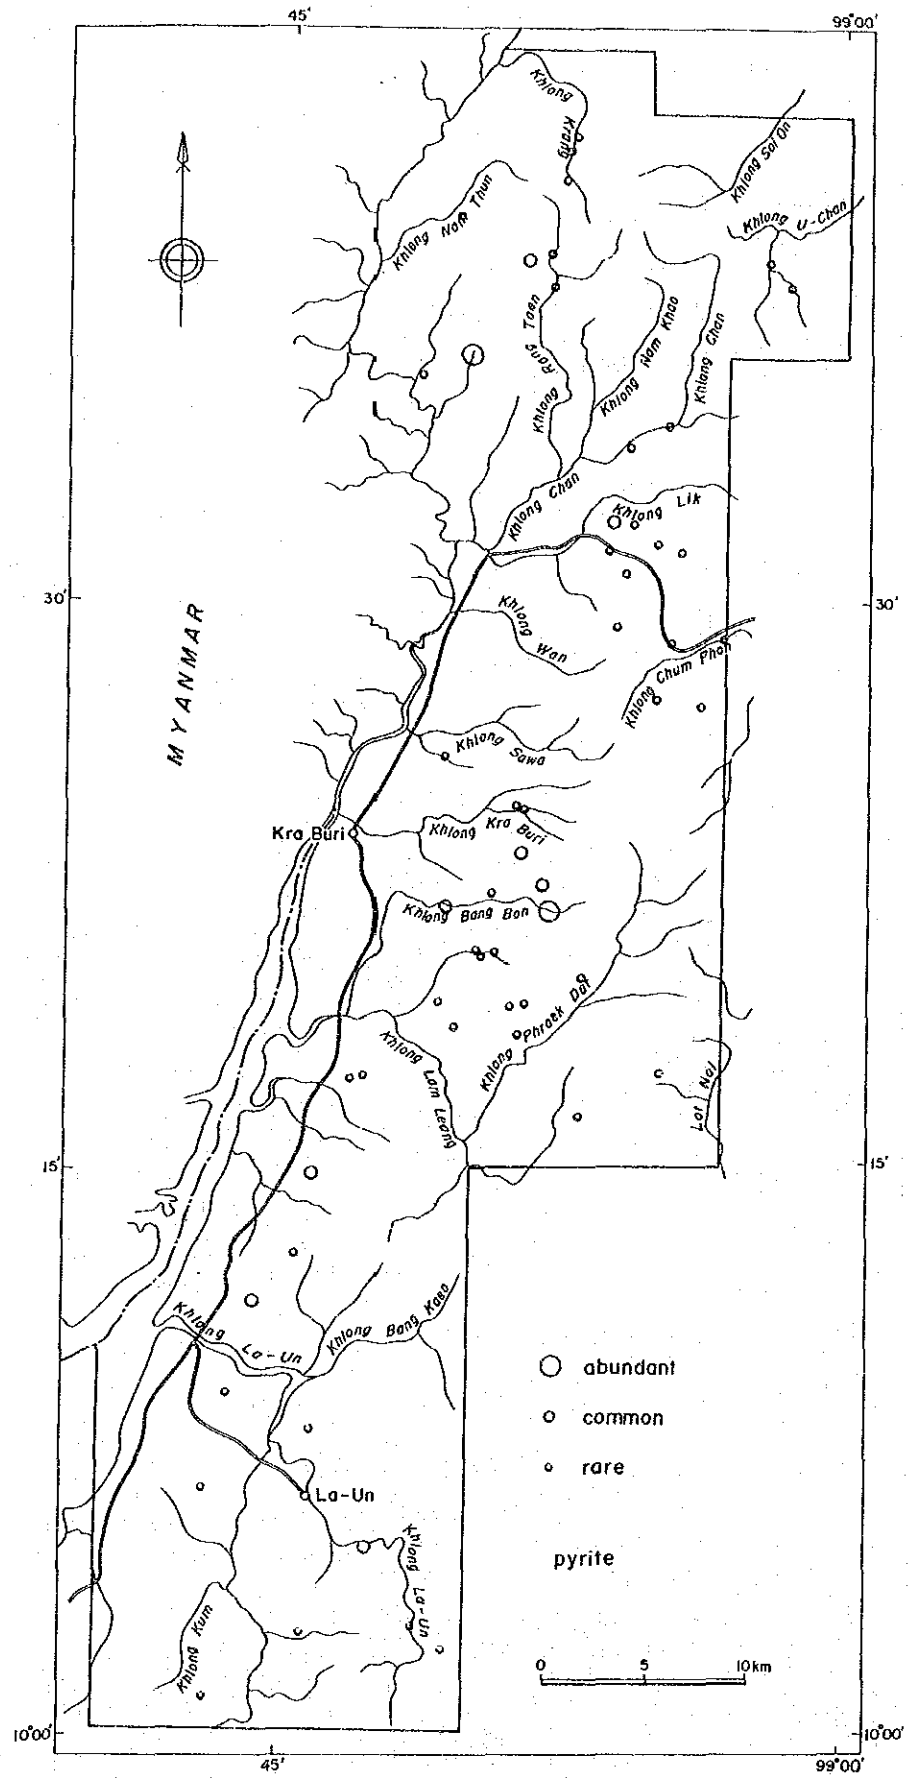 45'
99°00'
Khlong
Krang
Khlong Sai On
Khlong U-Chan
Khlong Nam Thun
Khlong Rang Taen
Khlong Nam Khao
Khlang Chan
Khlong Chan
Khlong Lik
30'
30'
Khlong Wan
MYANMAR
Khlong Chum Phon
Khlong Sawa
Kra Buri
Khlong Kra Buri
Khlong Bang Bon
Khlong Phraek Dat
Khlong Lam Leang
Lat Nai
15'
15'
Khlong La-Un
Khlong Bang Kaeo
abundant
common
rare
La-Un
pyrite
Khlong La-Un
Khlong Kum
0 5 10 km
10°00'
10°00'
45'
99°00'